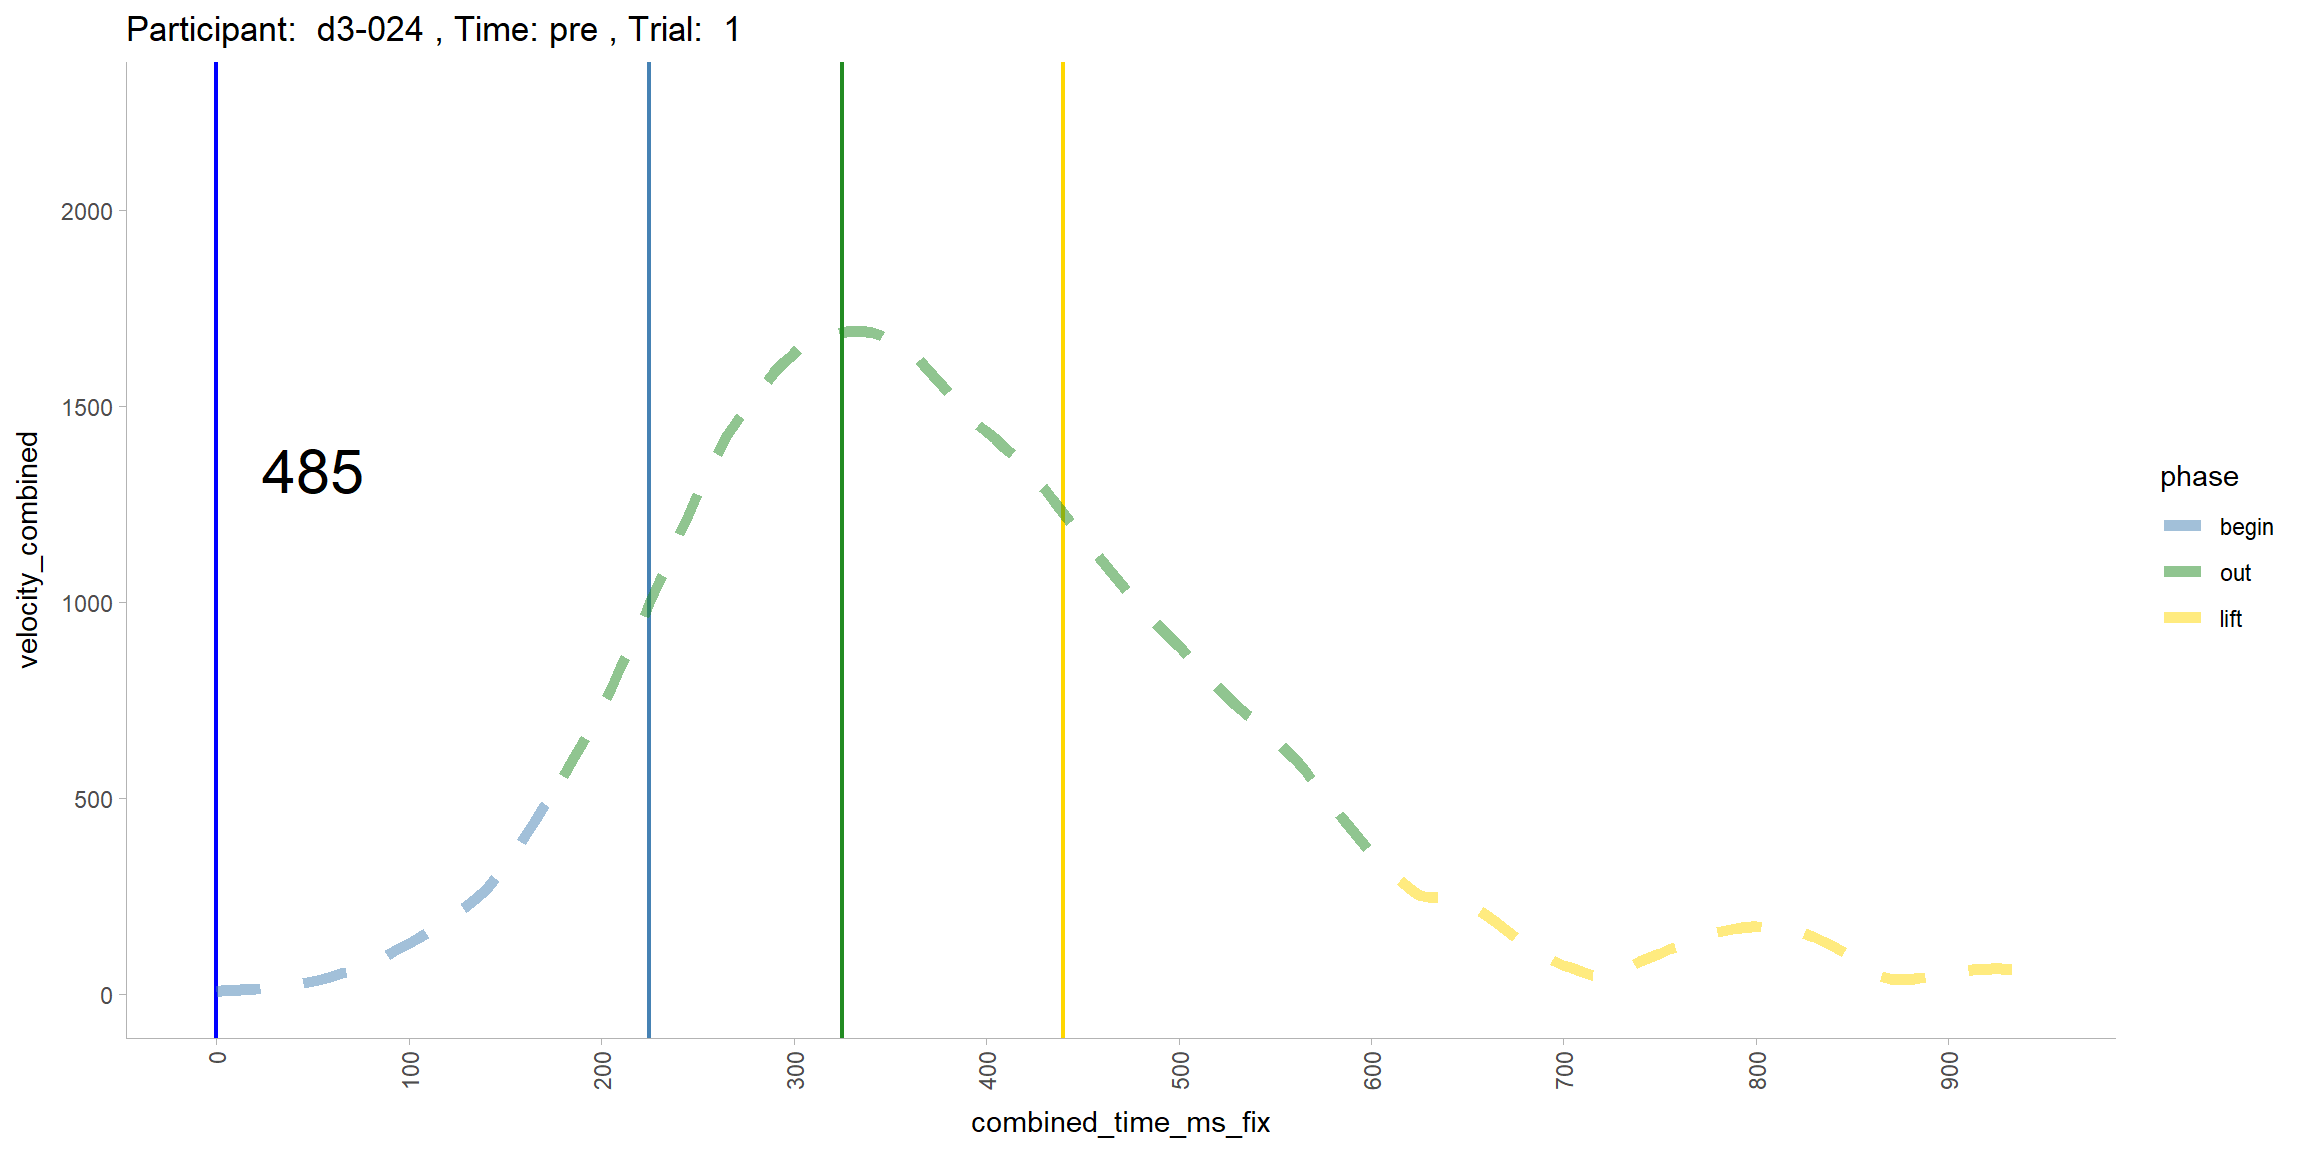 Participant:  d3-024 , Time: pre , Trial:  1
velocity_combined
2000
1500
1000
500
0
485
0
100
200
300
400
500
600
700
800
900
combined_time_ms_fix
phase
begin
out
lift